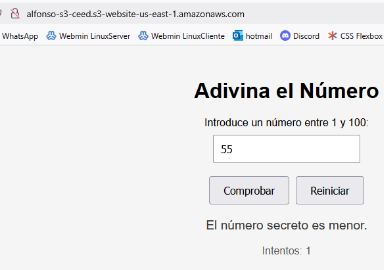 alfonso-s3-ceed.s3-website-us-east-1.amazonaws.com
WhatsApp Webmin LinuxServer Webmin LinuxCliente hotmail Discord CSS Flexbox
Adivina el Número
Introduce un número entre 1 y 100:
55
Comprobar Reiniciar
El número secreto es menor.
Intentos: 1